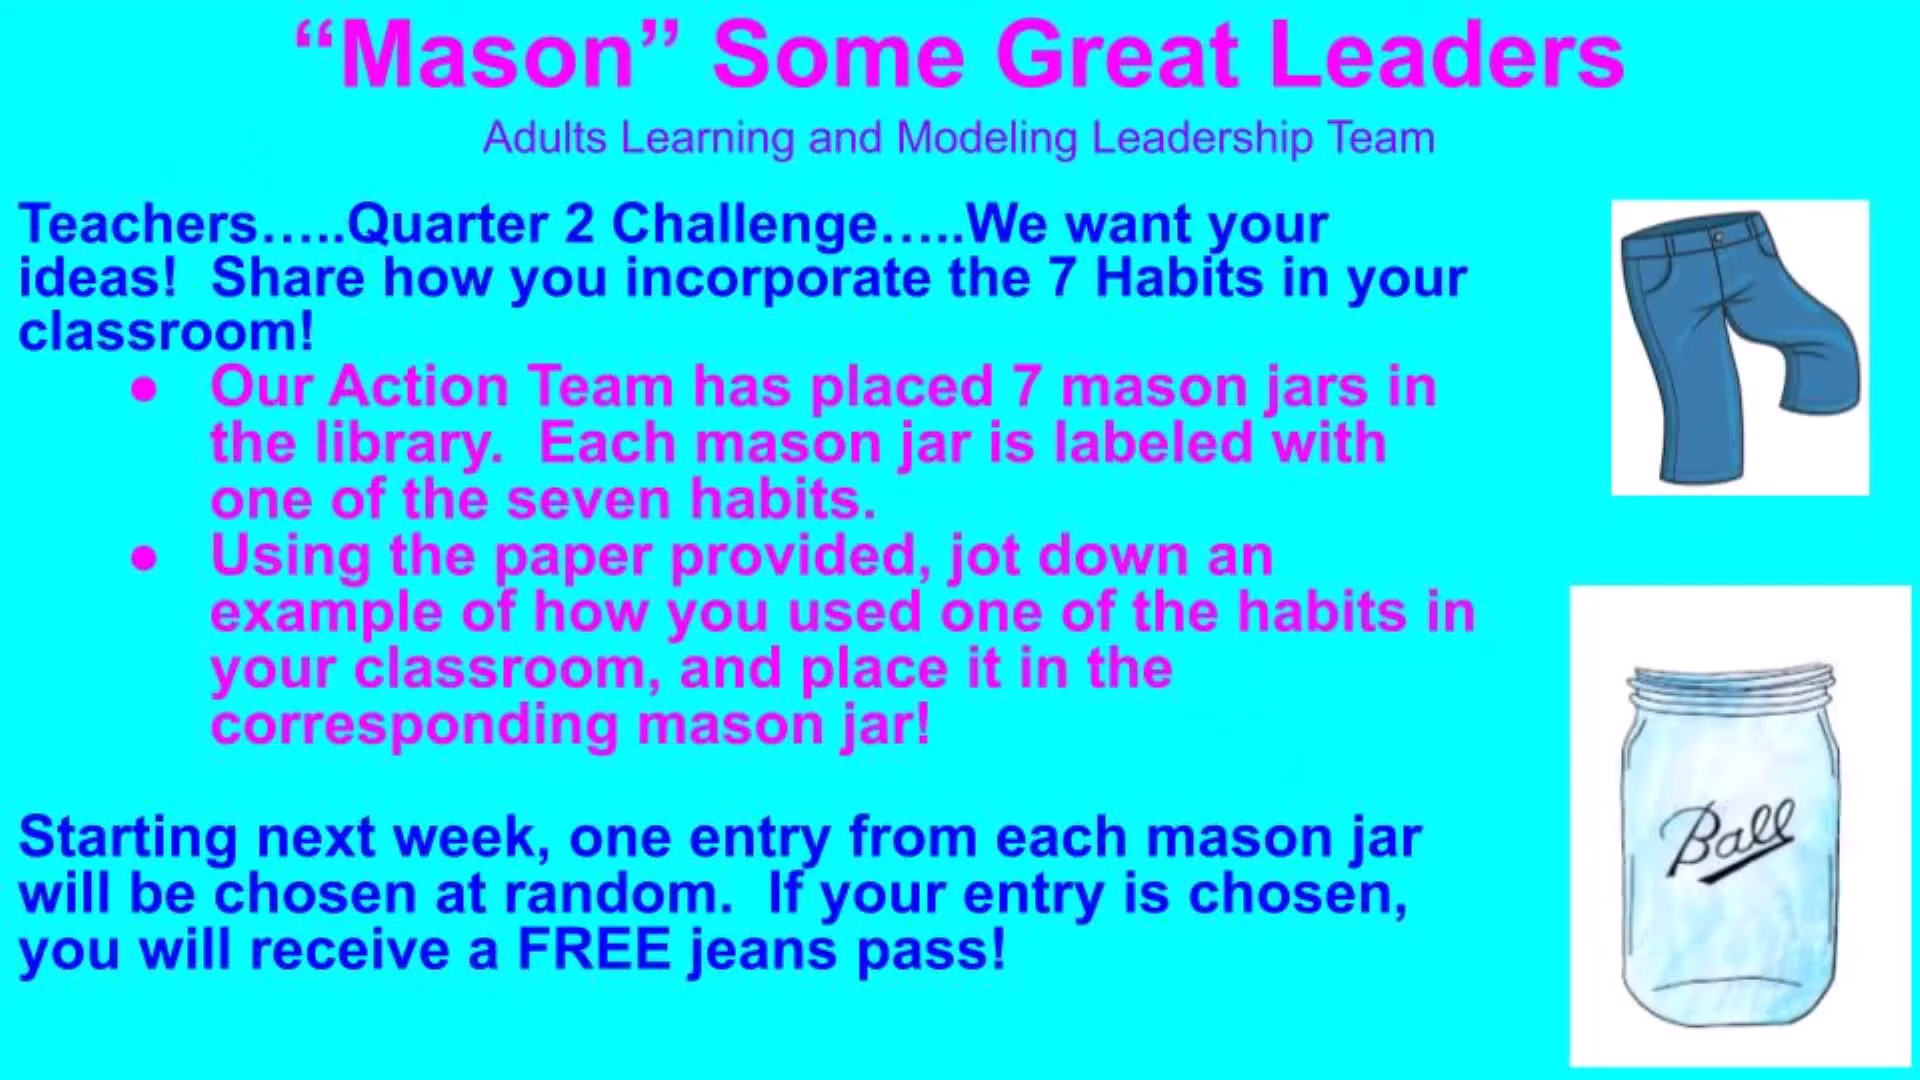 “Mason” Some Great Leaders
Adults Learning and Modeling Leadership Team
Teachers…..Quarter 2 Challenge…..We want your
ideas!  Share how you incorporate the 7 Habits in your
classroom!
● Our Action Team has placed 7 mason jars in
the library.  Each mason jar is labeled with
one of the seven habits.
● Using the paper provided, jot down an
example of how you used one of the habits in
your classroom, and place it in the
corresponding mason jar!
Starting next week, one entry from each mason jar
will be chosen at random.  If your entry is chosen,
you will receive a FREE jeans pass!
Ball